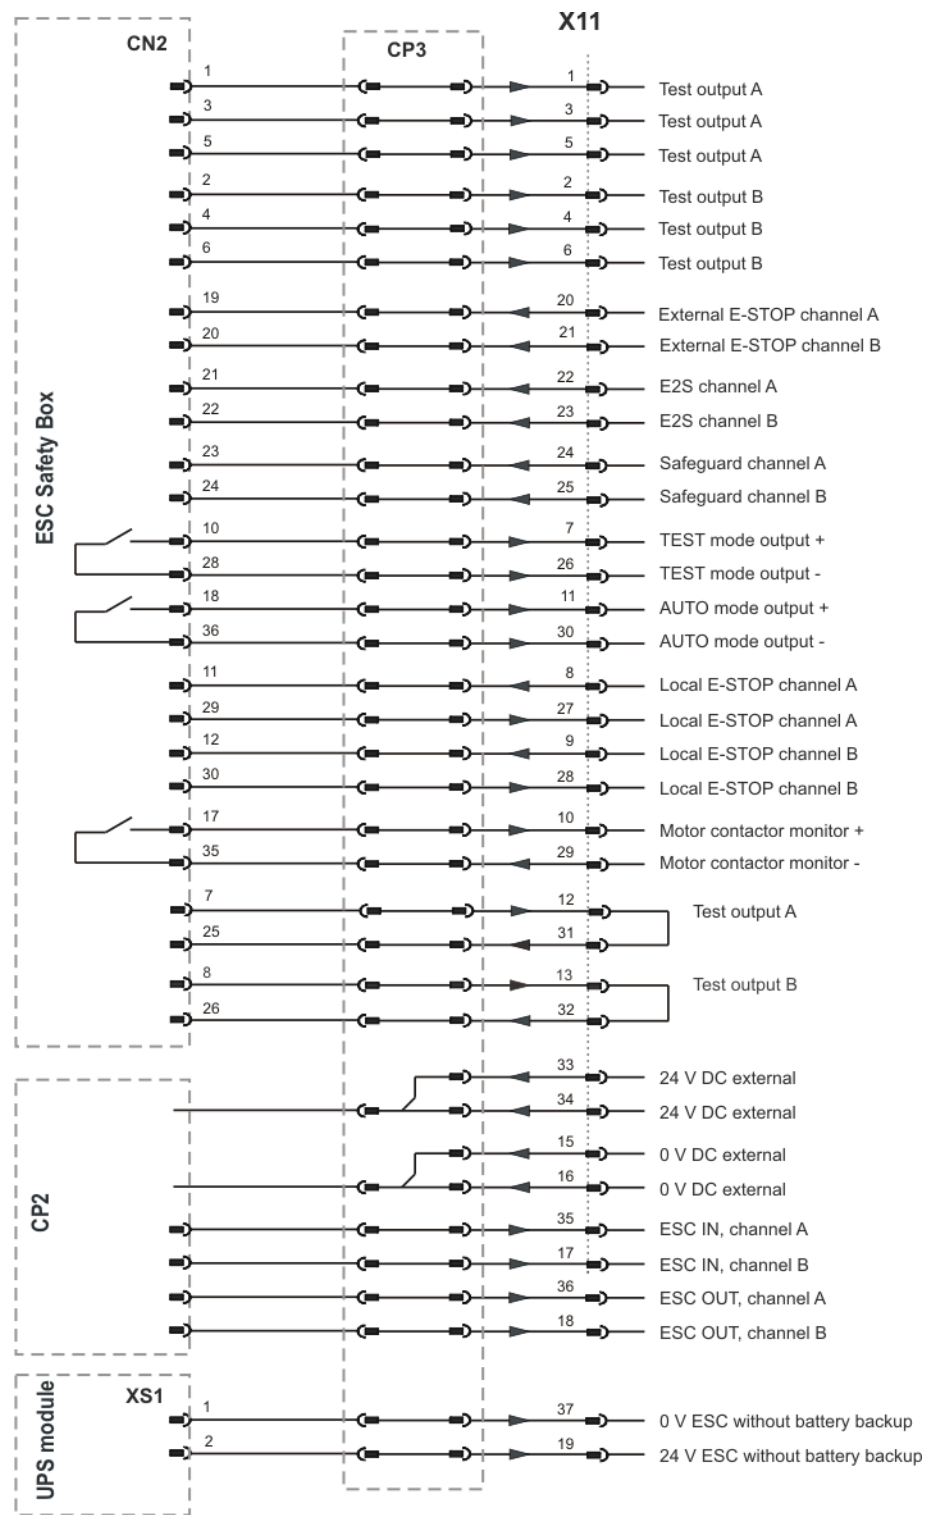 X11
CN2
CP3
1 1 Test output A
3 3 Test output A
5 5 Test output A
2 2 Test output B
4 4 Test output B
6 6 Test output B
19 20 External E-STOP channel A
20 21 External E-STOP channel B
21 22 E2S channel A
22 23 E2S channel B
23 24 Safeguard channel A
24 25 Safeguard channel B
ESC Safety Box
10 7 TEST mode output +
28 26 TEST mode output -
18 11 AUTO mode output +
36 30 AUTO mode output -
11 8 Local E-STOP channel A
29 27 Local E-STOP channel A
12 9 Local E-STOP channel B
30 28 Local E-STOP channel B
17 10 Motor contactor monitor +
35 29 Motor contactor monitor -
7 12 Test output A
25 31
8 13 Test output B
26 32
33 24 V DC external
34 24 V DC external
15 0 V DC external
16 0 V DC external
CP2
35 ESC IN, channel A
17 ESC IN, channel B
36 ESC OUT, channel A
18 ESC OUT, channel B
UPS module
XS1
1 37 0 V ESC without battery backup
2 19 24 V ESC without battery backup